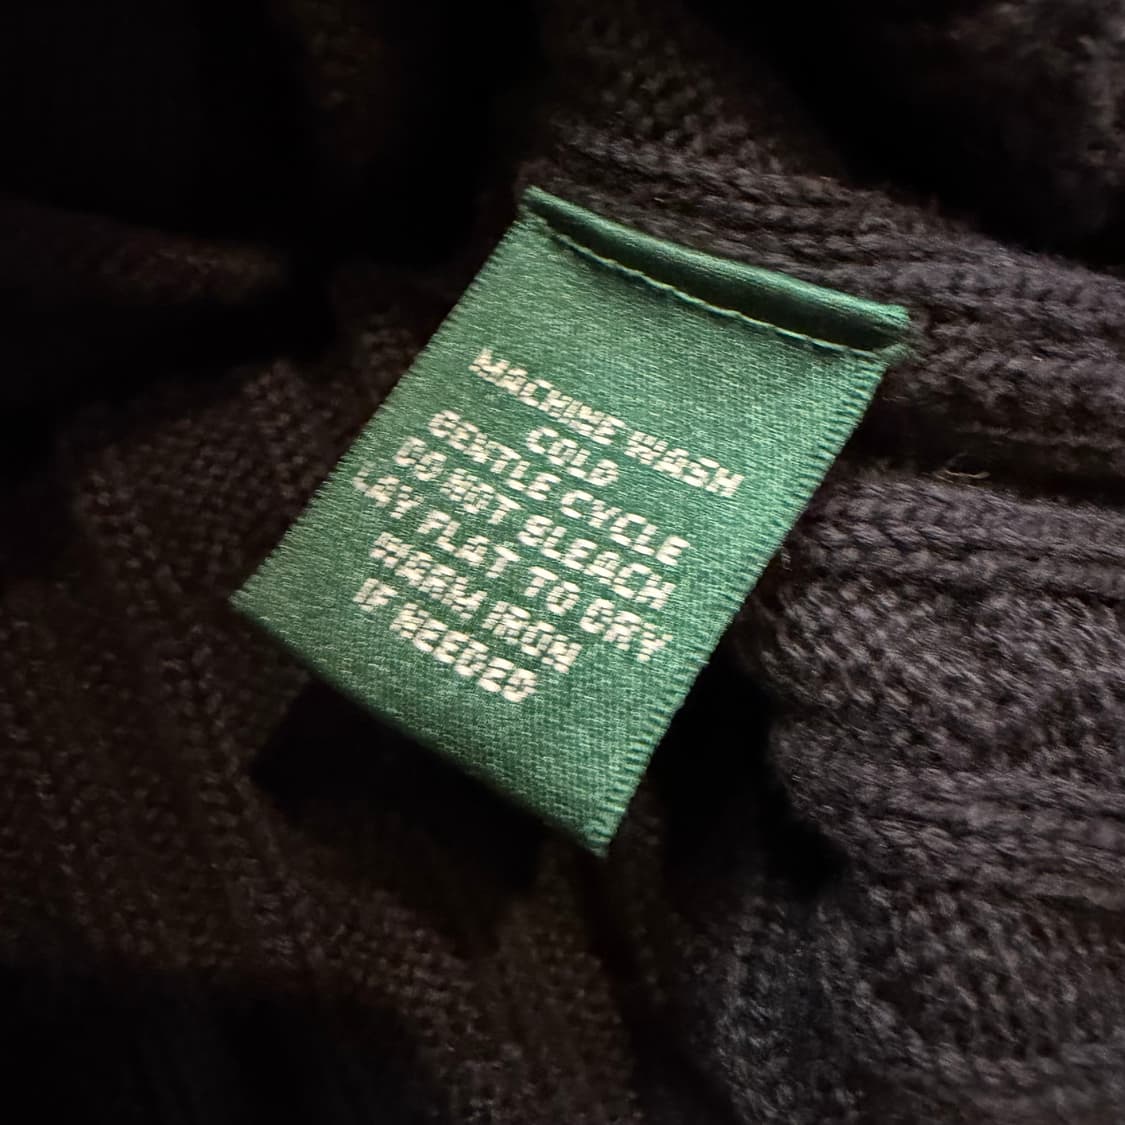 MACHINE WASH
COLD
GENTLE CYCLE
DO NOT BLEACH
LAY FLAT TO DRY
WARM IRON
IF NEEDED